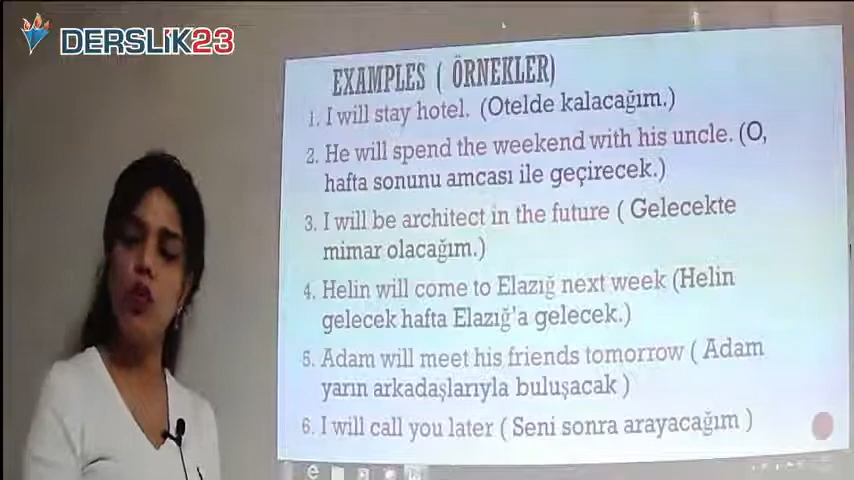 DERSLİK23
EXAMPLES ( ÖRNEKLER)
1. I will stay hotel. (Otelde kalacağım.)
2. He will spend the weekend with his uncle. (O,
hafta sonunu amcası ile geçirecek.)
3. I will be architect in the future ( Gelecekte
mimar olacağım.)
4. Helin will come to Elazığ next week (Helin
gelecek hafta Elazığ'a gelecek.)
5. Adam will meet his friends tomorrow ( Adam
yarın arkadaşlarıyla buluşacak )
6. I will call you later ( Seni sonra arayacağım )